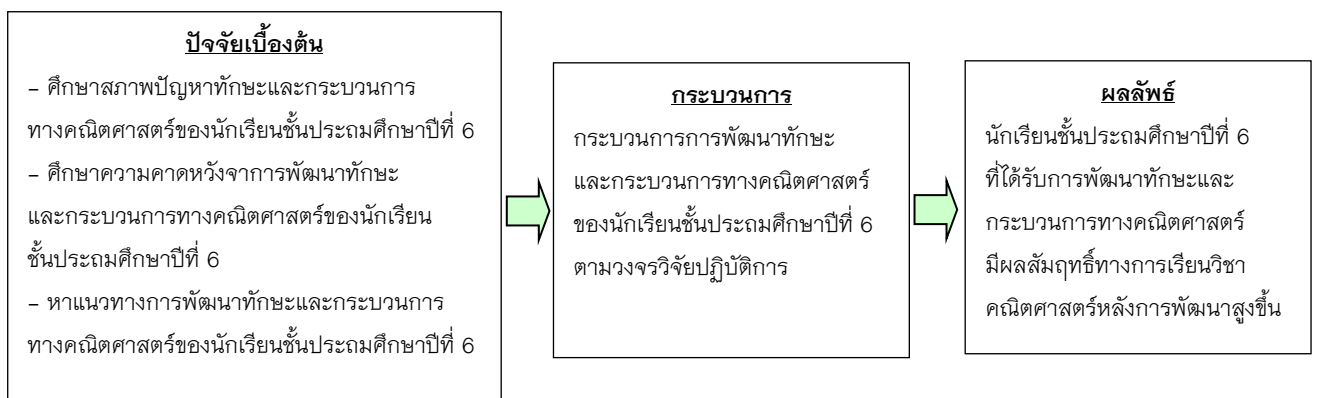 ปัจจัยเบื้องต้น
- ศึกษาสภาพปัญหาทักษะและกระบวนการ
ทางคณิตศาสตร์ของนักเรียนชั้นประถมศึกษาปีที่ 6
- ศึกษาความคาดหวังจากการพัฒนาทักษะ
และกระบวนการทางคณิตศาสตร์ของนักเรียน
ชั้นประถมศึกษาปีที่ 6
- หาแนวทางการพัฒนาทักษะและกระบวนการ
ทางคณิตศาสตร์ของนักเรียนชั้นประถมศึกษาปีที่ 6
กระบวนการ
กระบวนการการพัฒนาทักษะ
และกระบวนการทางคณิตศาสตร์
ของนักเรียนชั้นประถมศึกษาปีที่ 6
ตามวงจรวิจัยปฏิบัติการ
ผลลัพธ์
นักเรียนชั้นประถมศึกษาปีที่ 6
ที่ได้รับการพัฒนาทักษะและ
กระบวนการทางคณิตศาสตร์
มีผลสัมฤทธิ์ทางการเรียนวิชา
คณิตศาสตร์หลังการพัฒนาสูงขึ้น